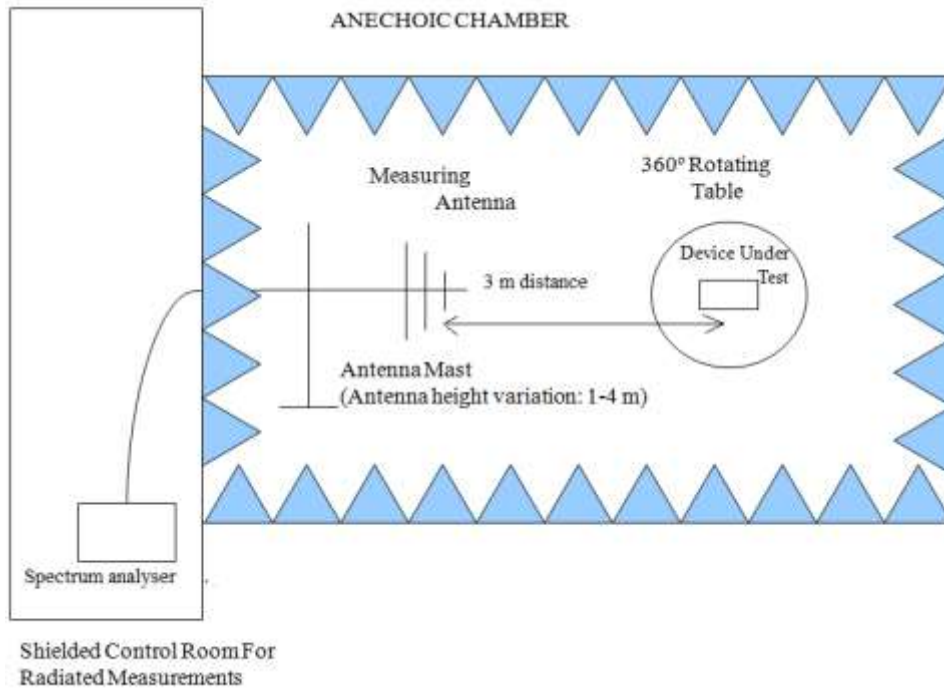 ANECHOIC CHAMBER
Measuring
Antenna
360º Rotating
Table
Device Under
Test
3 m distance
Antenna Mast
(Antenna height variation: 1-4 m)
Spectrum analyser
Shielded Control Room For
Radiated Measurements